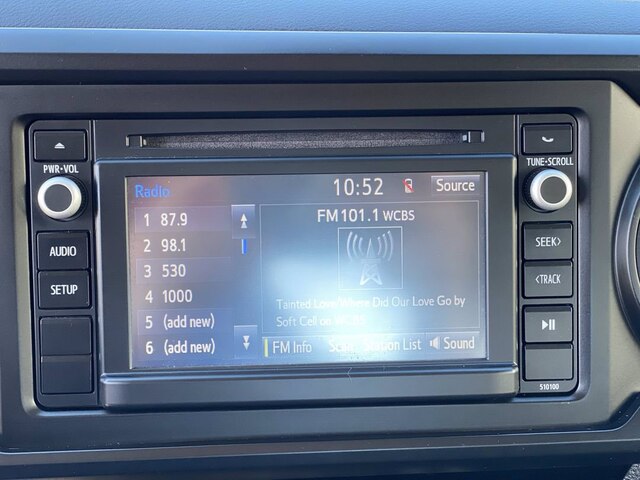 PWR•VOL
AUDIO
SETUP
Radio
10:52
Source
1 87.9
2 98.1
3 530
4 1000
5 (add new)
6 (add new)
FM101.1 WCBS
Tainted Love/Where Did Our Love Go by
Soft Cell on WCBS
FM Info
Scan
Station List
Sound
TUNE•SCROLL
SEEK>
<TRACK
510100